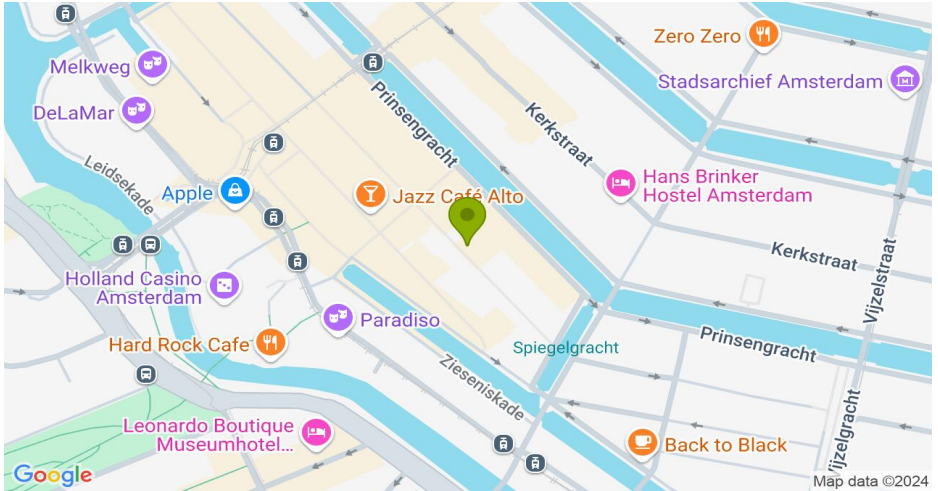 Melkweg
DeLaMar
Leidsekade
Apple
Prinsengracht
Jazz Café Alto
Kerkstraat
Zero Zero
Stadsarchief Amsterdam
Hans Brinker
Hostel Amsterdam
Kerkstraat
Vijzelstraat
Holland Casino
Amsterdam
Paradiso
Hard Rock Cafe
Spiegelgracht
Prinsengracht
Zieseniskade
Leonardo Boutique
Museumhotel...
Back to Black
Vijzelgracht
Google
Map data ©2024